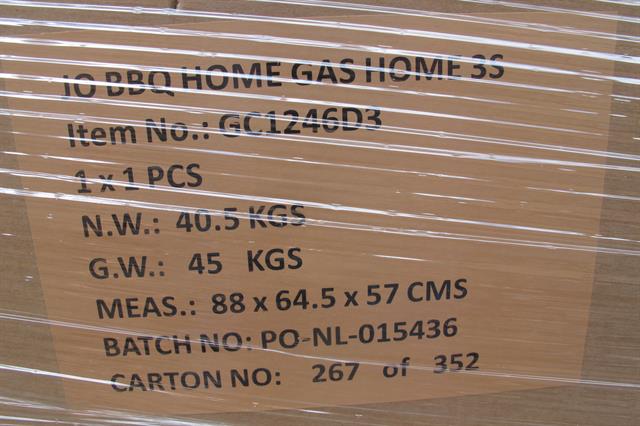 JO BBQ HOME GAS HOME 3S
Item No.: GC1246D3
1 x 1 PCS
N.W.: 40.5 KGS
G.W.: 45 KGS
MEAS.: 88 x 64.5 x 57 CMS
BATCH NO: PO-NL-015436
CARTON NO: 267 of 352